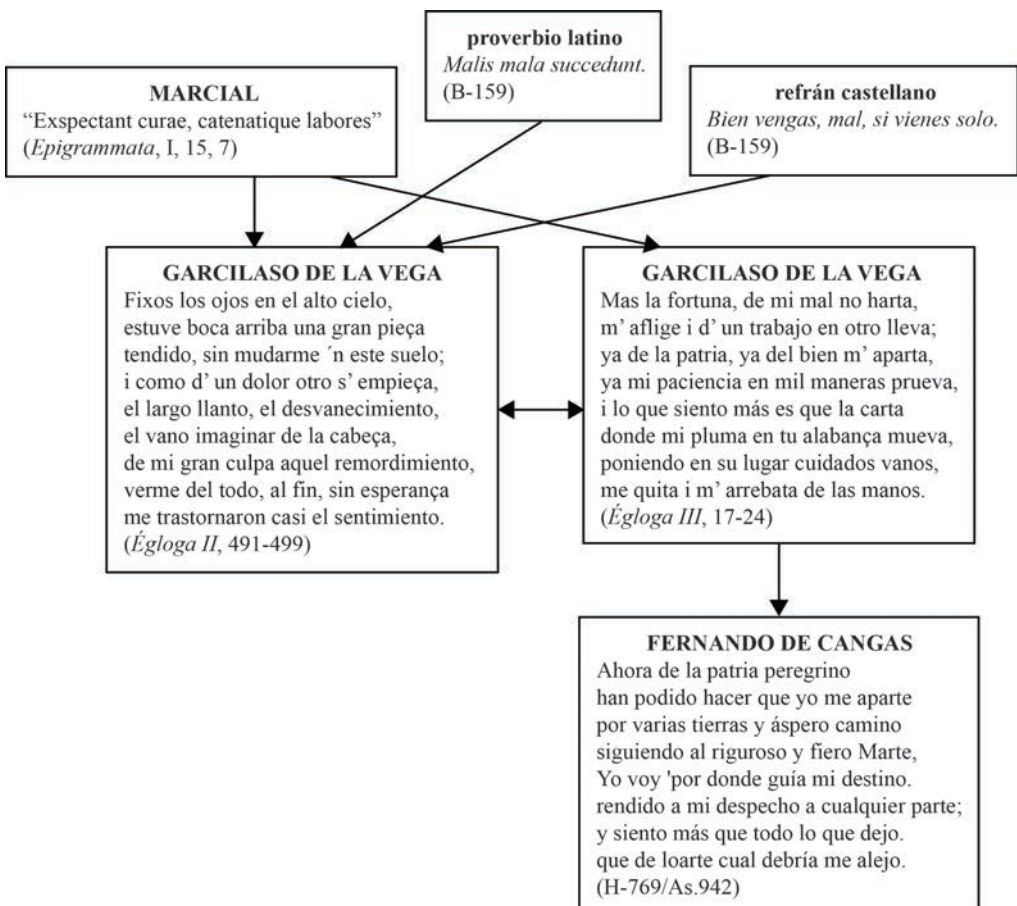 MARCIAL
“Exspectant curae, catenatique labores”
(Epigrammata, I, 15, 7)
proverbio latino
Malis mala succedunt.
(B-159)
refrán castellano
Bien vengas, mal, si vienes solo.
(B-159)
GARCILASO DE LA VEGA
Fixos los ojos en el alto cielo,
estuve boca arriba una gran pieça
tendido, sin mudarme ´n este suelo;
i como d’ un dolor otro s’ empieça,
el largo llanto, el desvanecimiento,
el vano imaginar de la cabeça,
de mi gran culpa aquel remordimiento,
verme del todo, al fin, sin esperança
me trastornaron casi el sentimiento.
(Égloga II, 491-499)
GARCILASO DE LA VEGA
Mas la fortuna, de mi mal no harta,
m’ aflige i d’ un trabajo en otro lleva;
ya de la patria, ya del bien m’ aparta,
ya mi paciencia en mil maneras prueva,
i lo que siento más es que la carta
donde mi pluma en tu alabança mueva,
poniendo en su lugar cuidados vanos,
me quita i m’ arrebata de las manos.
(Égloga III, 17-24)
FERNANDO DE CANGAS
Ahora de la patria peregrino
han podido hacer que yo me aparte
por varias tierras y áspero camino
siguiendo al riguroso y fiero Marte,
Yo voy 'por donde guía mi destino.
rendido a mi despecho a cualquier parte;
y siento más que todo lo que dejo.
que de loarte cual debría me alejo.
(H-769/As.942)